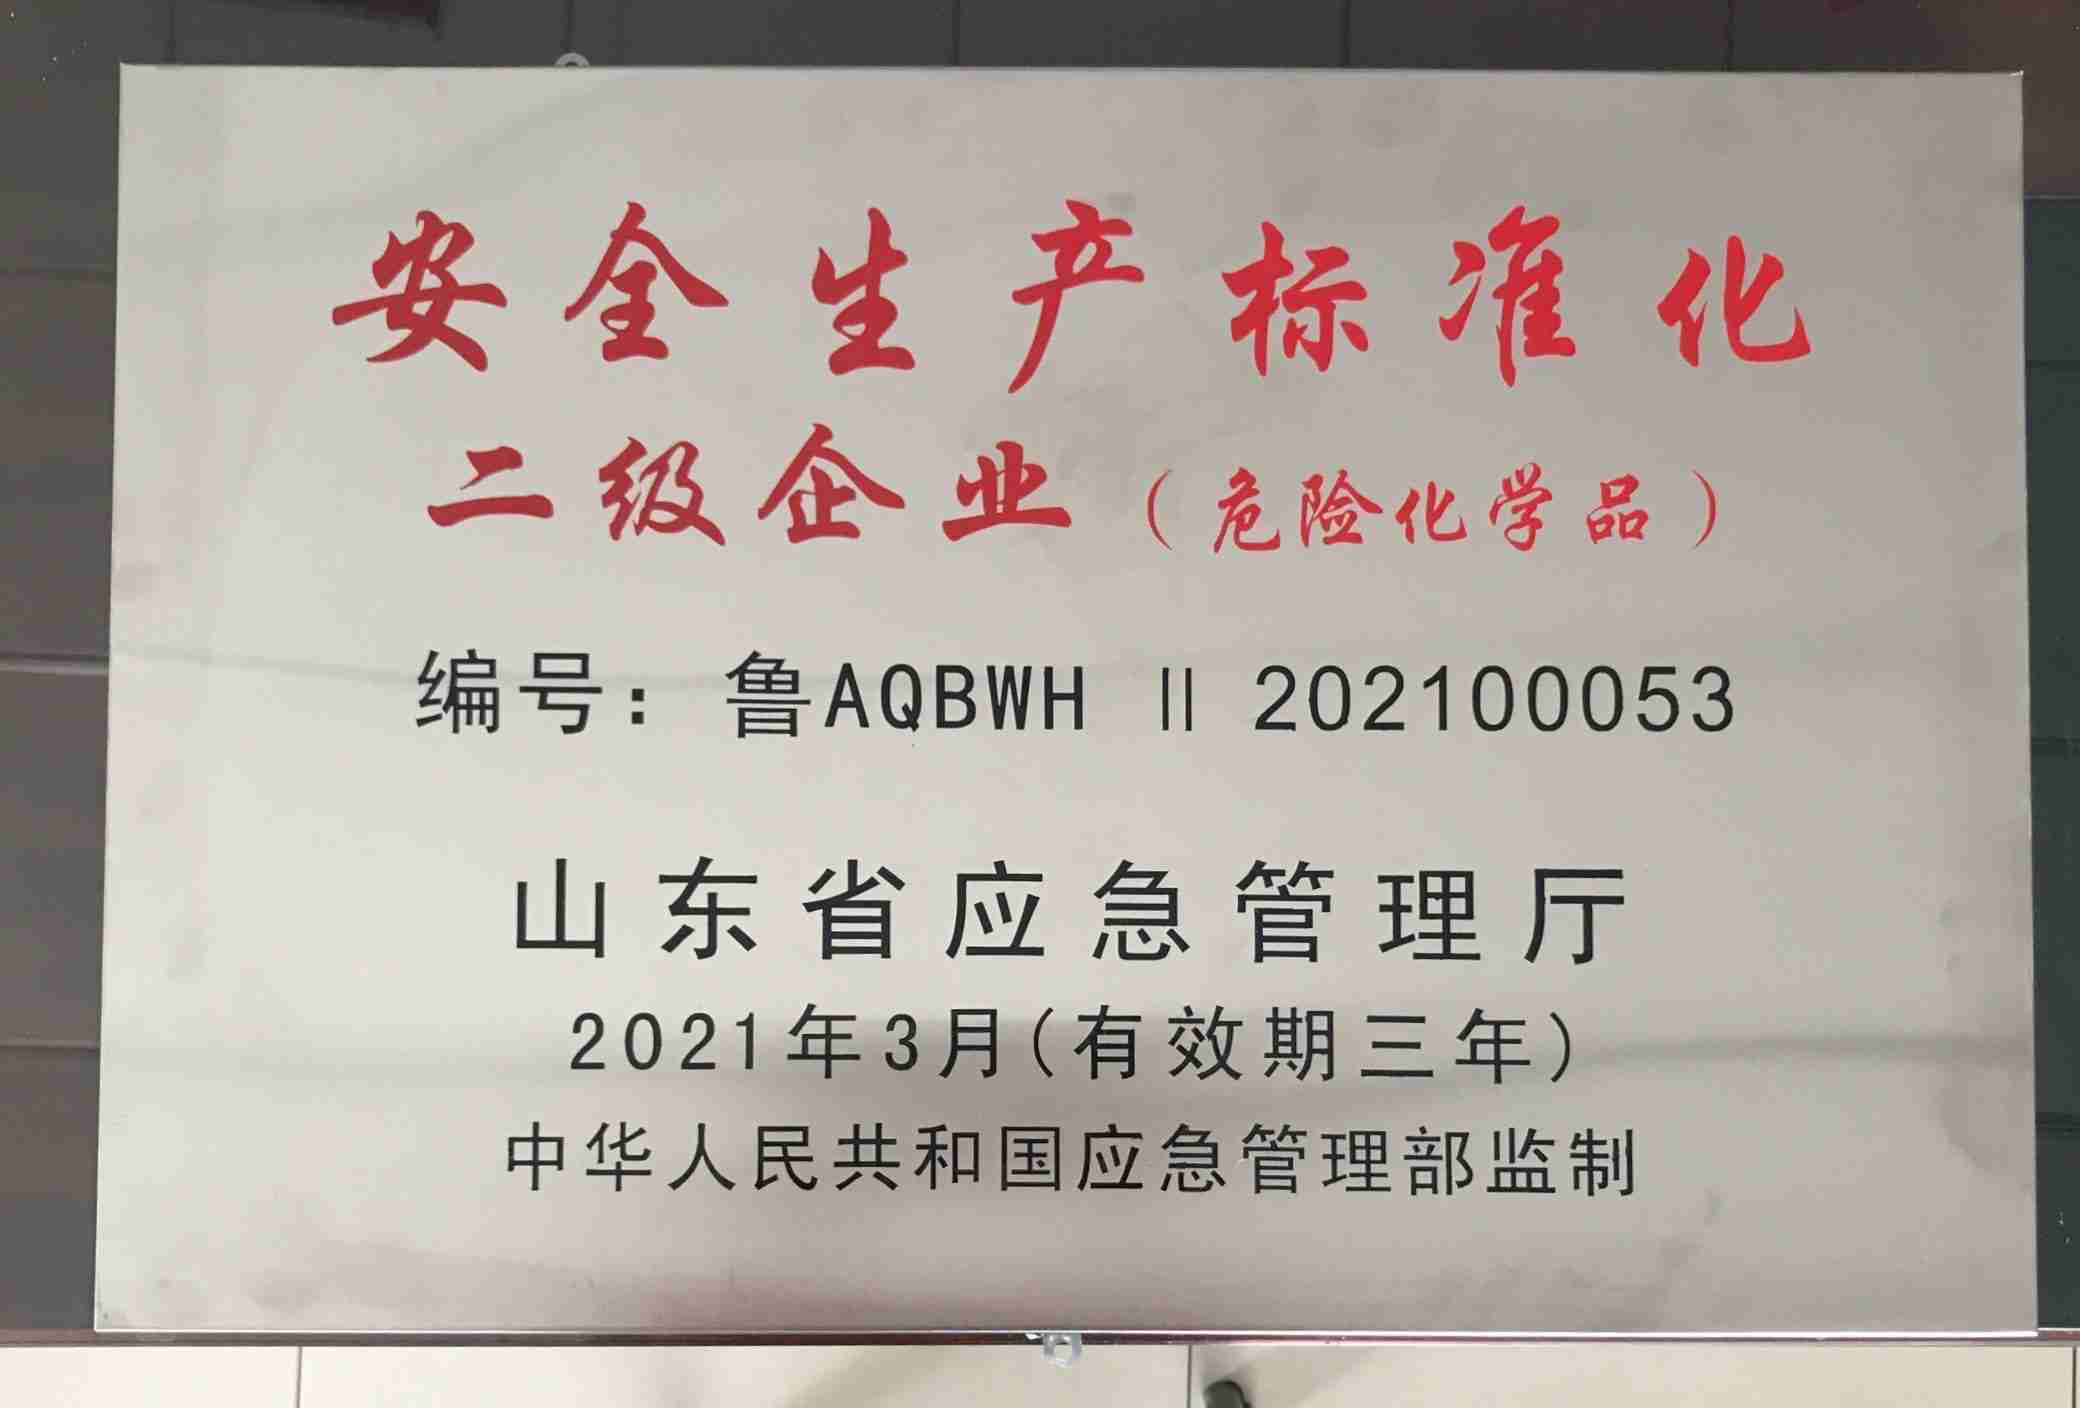 安全生产标准化
二级企业（危险化学品）
编号：鲁AQBWH Ⅱ 202100053
山东省应急管理厅
2021年3月(有效期三年)
中华人民共和国应急管理部监制